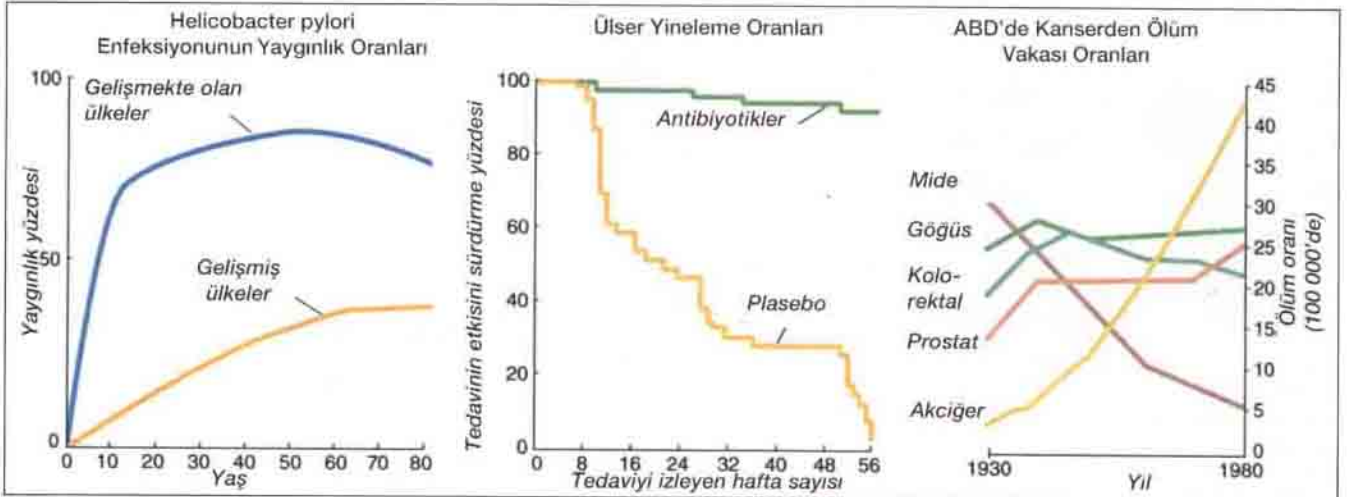 Helicobacter pylori
Enfeksiyonunun Yaygınlık Oranları
100
Gelişmekte olan
ülkeler
Yaygınlık yüzdesi
50
Gelişmiş
ülkeler
0
0 10 20 30 40 50 60 70 80
Yaş
Ülser Yineleme Oranları
Tedavinin etkisini sürdürme yüzdesi
100
Antibiyotikler
80
60
40
Plasebo
20
0
0 8 16 24 32 40 48 56
Tedaviyi izleyen hafta sayısı
ABD'de Kanserden Ölüm
Vakası Oranları
Mide
Göğüs
Kolo-
rektal
Prostat
Akciğer
45
40
35
30
25
20
15
10
5
0
Ölüm oranı
(100 000'de)
1930 1980
Yıl